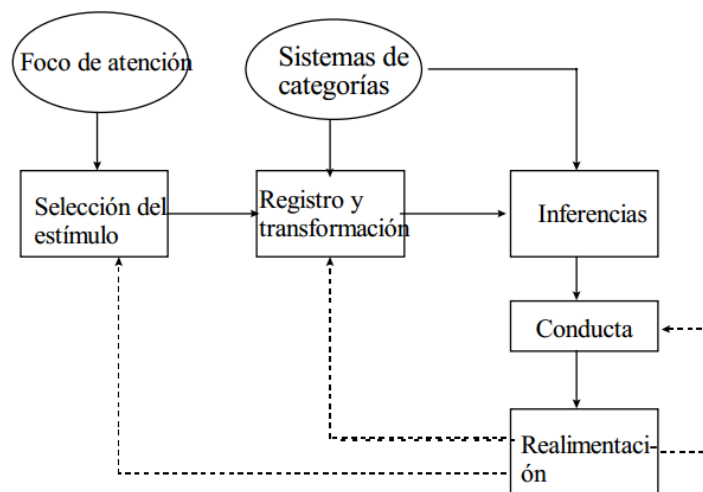 Foco de atención
Sistemas de
categorías
Selección del
estímulo
Registro y
transformación
Inferencias
Conducta
Realimentaci-
ón